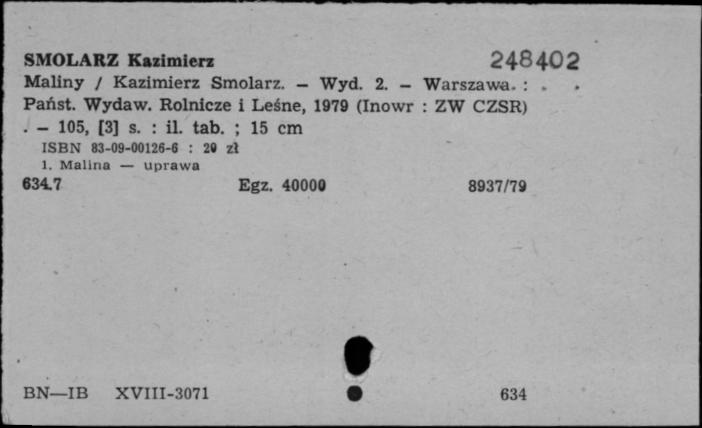 SMOLARZ Kazimierz 248402
Maliny / Kazimierz Smolarz. — Wyd. 2. — Warszawa. :
Państ. Wydaw. Rolnicze i Leśne, 1979 (Inowr : ZW CZSR)
. — 105, [3] s. : il. tab. ; 15 cm
ISBN 83-09-00126-6 : 20 zł
1. Malina — uprawa
634.7 Egz. 40000 8937/79
BN—IB XVIII-3071 634